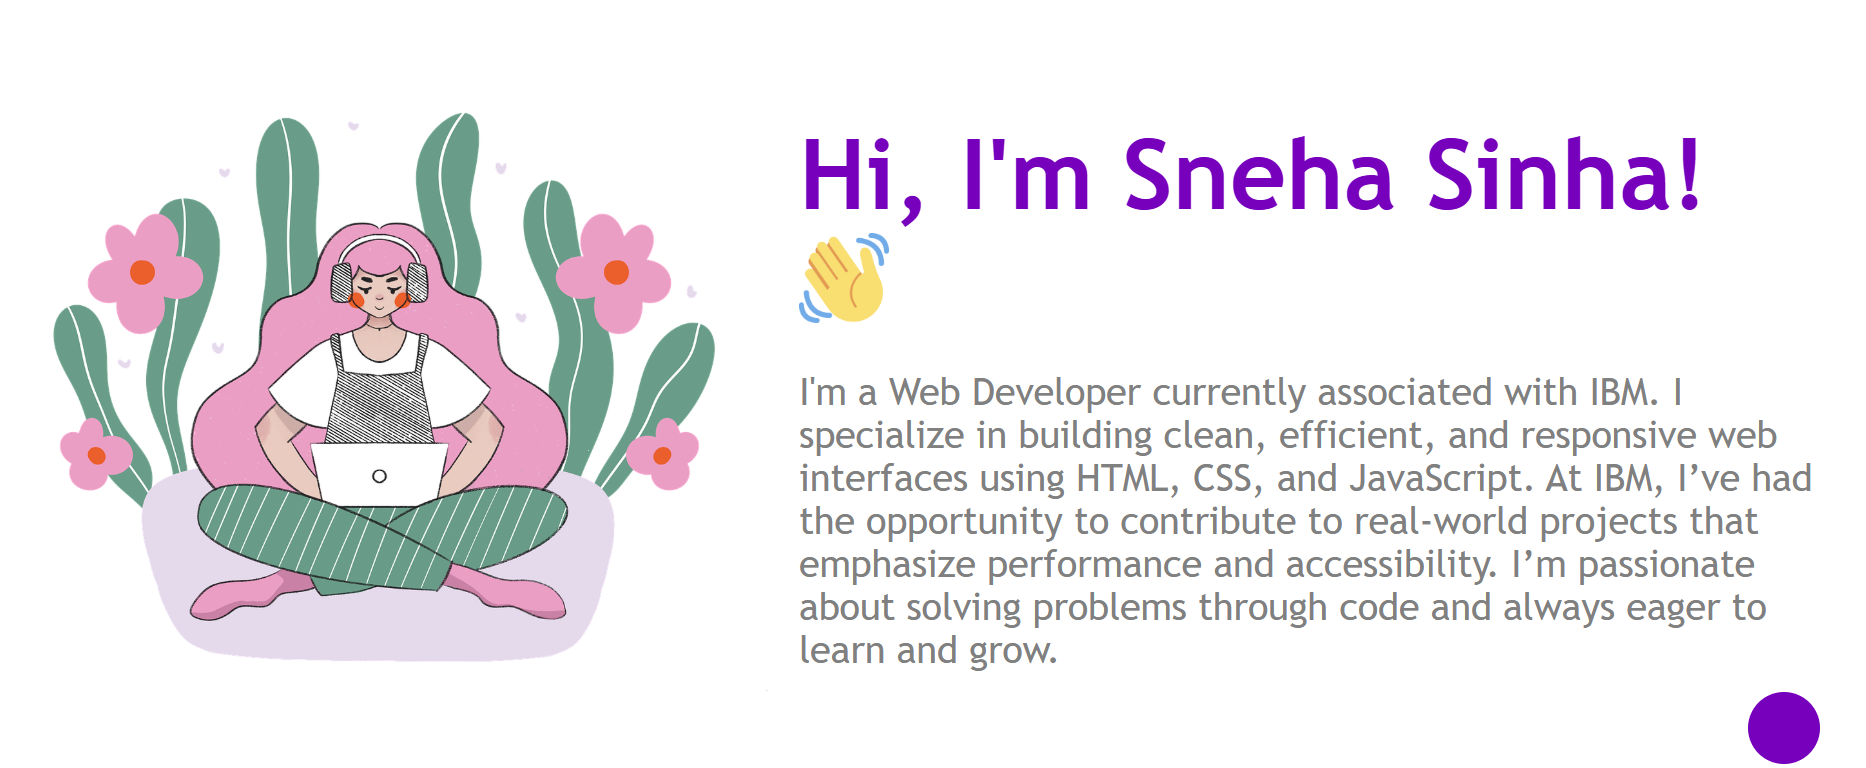 Hi, I'm Sneha Sinha!
I'm a Web Developer currently associated with IBM. I
specialize in building clean, efficient, and responsive web
interfaces using HTML, CSS, and JavaScript. At IBM, I’ve had
the opportunity to contribute to real-world projects that
emphasize performance and accessibility. I’m passionate
about solving problems through code and always eager to
learn and grow.